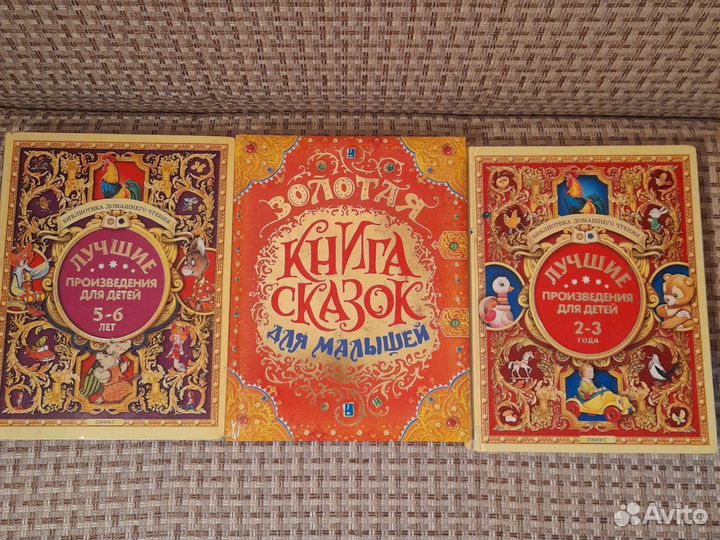 БИБЛИОТЕКА ДОМАШНЕГО ЧТЕНИЯ
ЛУЧШИЕ
ПРОИЗВЕДЕНИЯ
ДЛЯ ДЕТЕЙ
5-6
ЛЕТ
ОНИКС
ЗОЛОТАЯ
КНИГА
СКАЗОК
ДЛЯ МАЛЫШЕЙ
БИБЛИОТЕКА ДОМАШНЕГО ЧТЕНИЯ
ЛУЧШИЕ
ПРОИЗВЕДЕНИЯ
ДЛЯ ДЕТЕЙ
2-3
ГОДА
ОНИКС
Avito